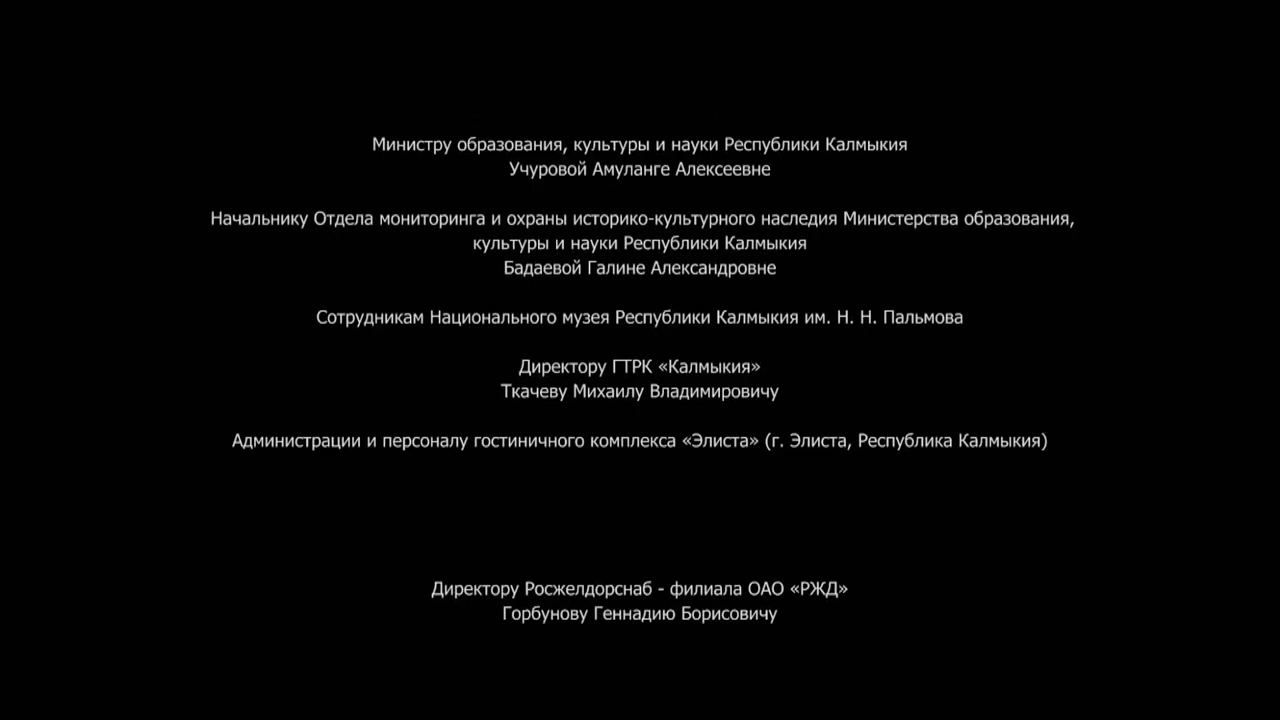 Министру образования, культуры и науки Республики Калмыкия
Учуровой Амуланге Алексеевне
Начальнику Отдела мониторинга и охраны историко-культурного наследия Министерства образования,
культуры и науки Республики Калмыкия
Бадаевой Галине Александровне
Сотрудникам Национального музея Республики Калмыкия им. Н. Н. Пальмова
Директору ГТРК «Калмыкия»
Ткачеву Михаилу Владимировичу
Администрации и персоналу гостиничного комплекса «Элиста» (г. Элиста, Республика Калмыкия)
Директору Росжелдорснаб - филиала ОАО «РЖД»
Горбунову Геннадию Борисовичу